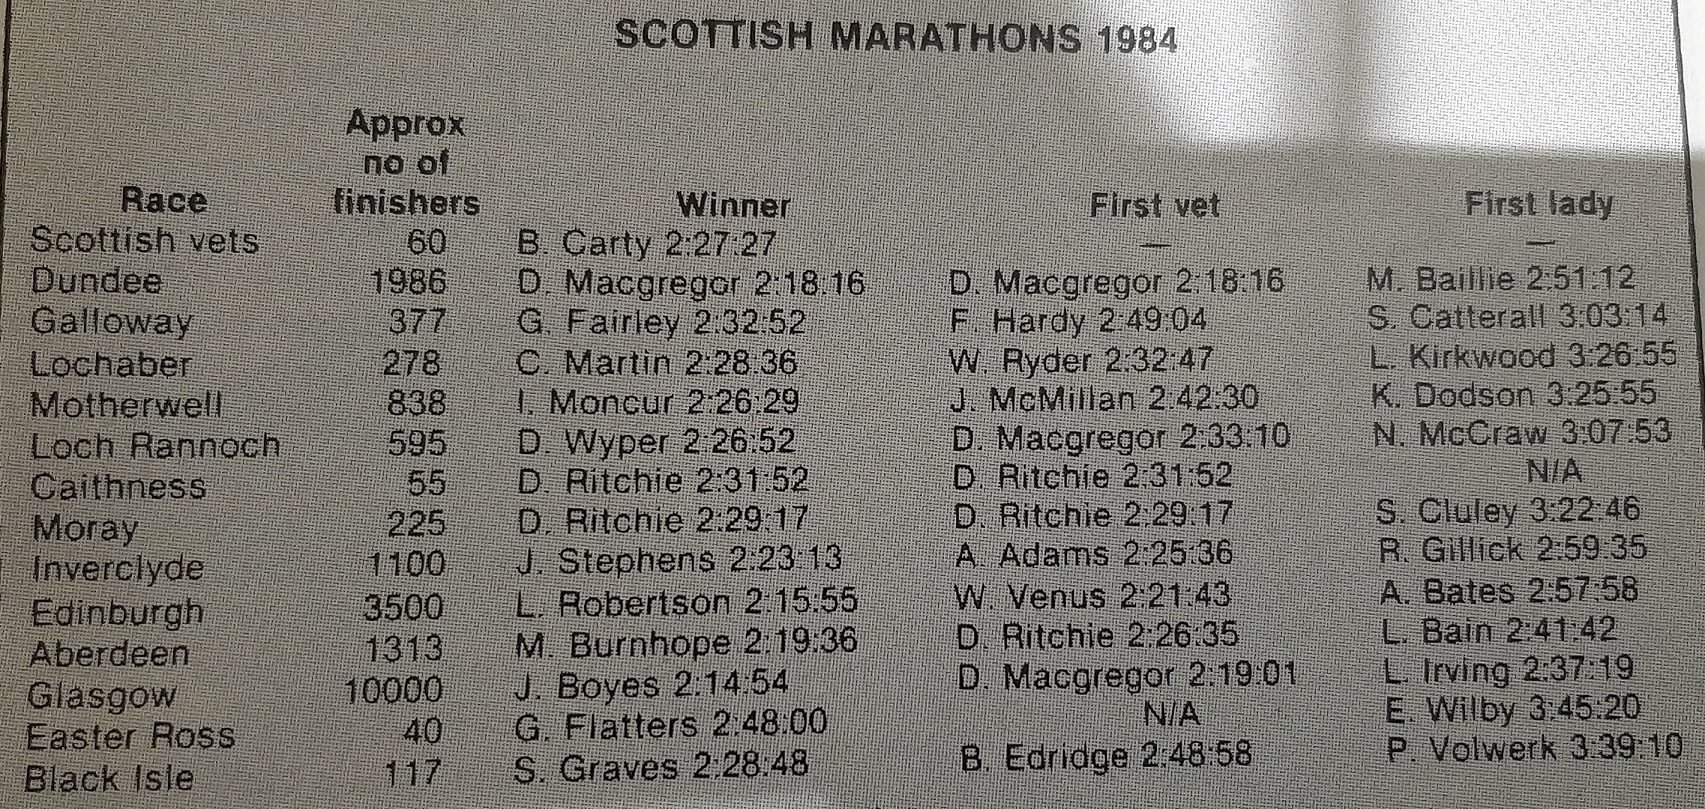 SCOTTISH MARATHONS 1984
Approx
no of
Race finishers Winner First vet First lady
Scottish vets 60 B. Carty 2:27:27 — —
Dundee 1986 D. Macgregor 2:18.16 D. Macgregor 2:18:16 M. Baillie 2:51:12
Galloway 377 G. Fairley 2:32:52 F. Hardy 2:49:04 S. Catterall 3:03:14
Lochaber 278 C. Martin 2:28:36 W. Ryder 2:32:47 L. Kirkwood 3:26:55
Motherwell 838 I. Moncur 2:26:29 J. McMillan 2:42:30 K. Dodson 3:25:55
Loch Rannoch 595 D. Wyper 2:26:52 D. Macgregor 2:33:10 N. McCraw 3:07:53
Caithness 55 D. Ritchie 2:31:52 D. Ritchie 2:31:52 N/A
Moray 225 D. Ritchie 2:29:17 D. Ritchie 2:29:17 S. Cluley 3:22:46
Inverclyde 1100 J. Stephens 2:23:13 A. Adams 2:25:36 R. Gillick 2:59:35
Edinburgh 3500 L. Robertson 2:15:55 W. Venus 2:21:43 A. Bates 2:57:58
Aberdeen 1313 M. Burnhope 2:19:36 D. Ritchie 2:26:35 L. Bain 2:41:42
Glasgow 10000 J. Boyes 2:14:54 D. Macgregor 2:19:01 L. Irving 2:37:19
Easter Ross 40 G. Flatters 2:48:00 N/A E. Wilby 3:45:20
Black Isle 117 S. Graves 2:28:48 B. Edridge 2:48:58 P. Volwerk 3:39:10